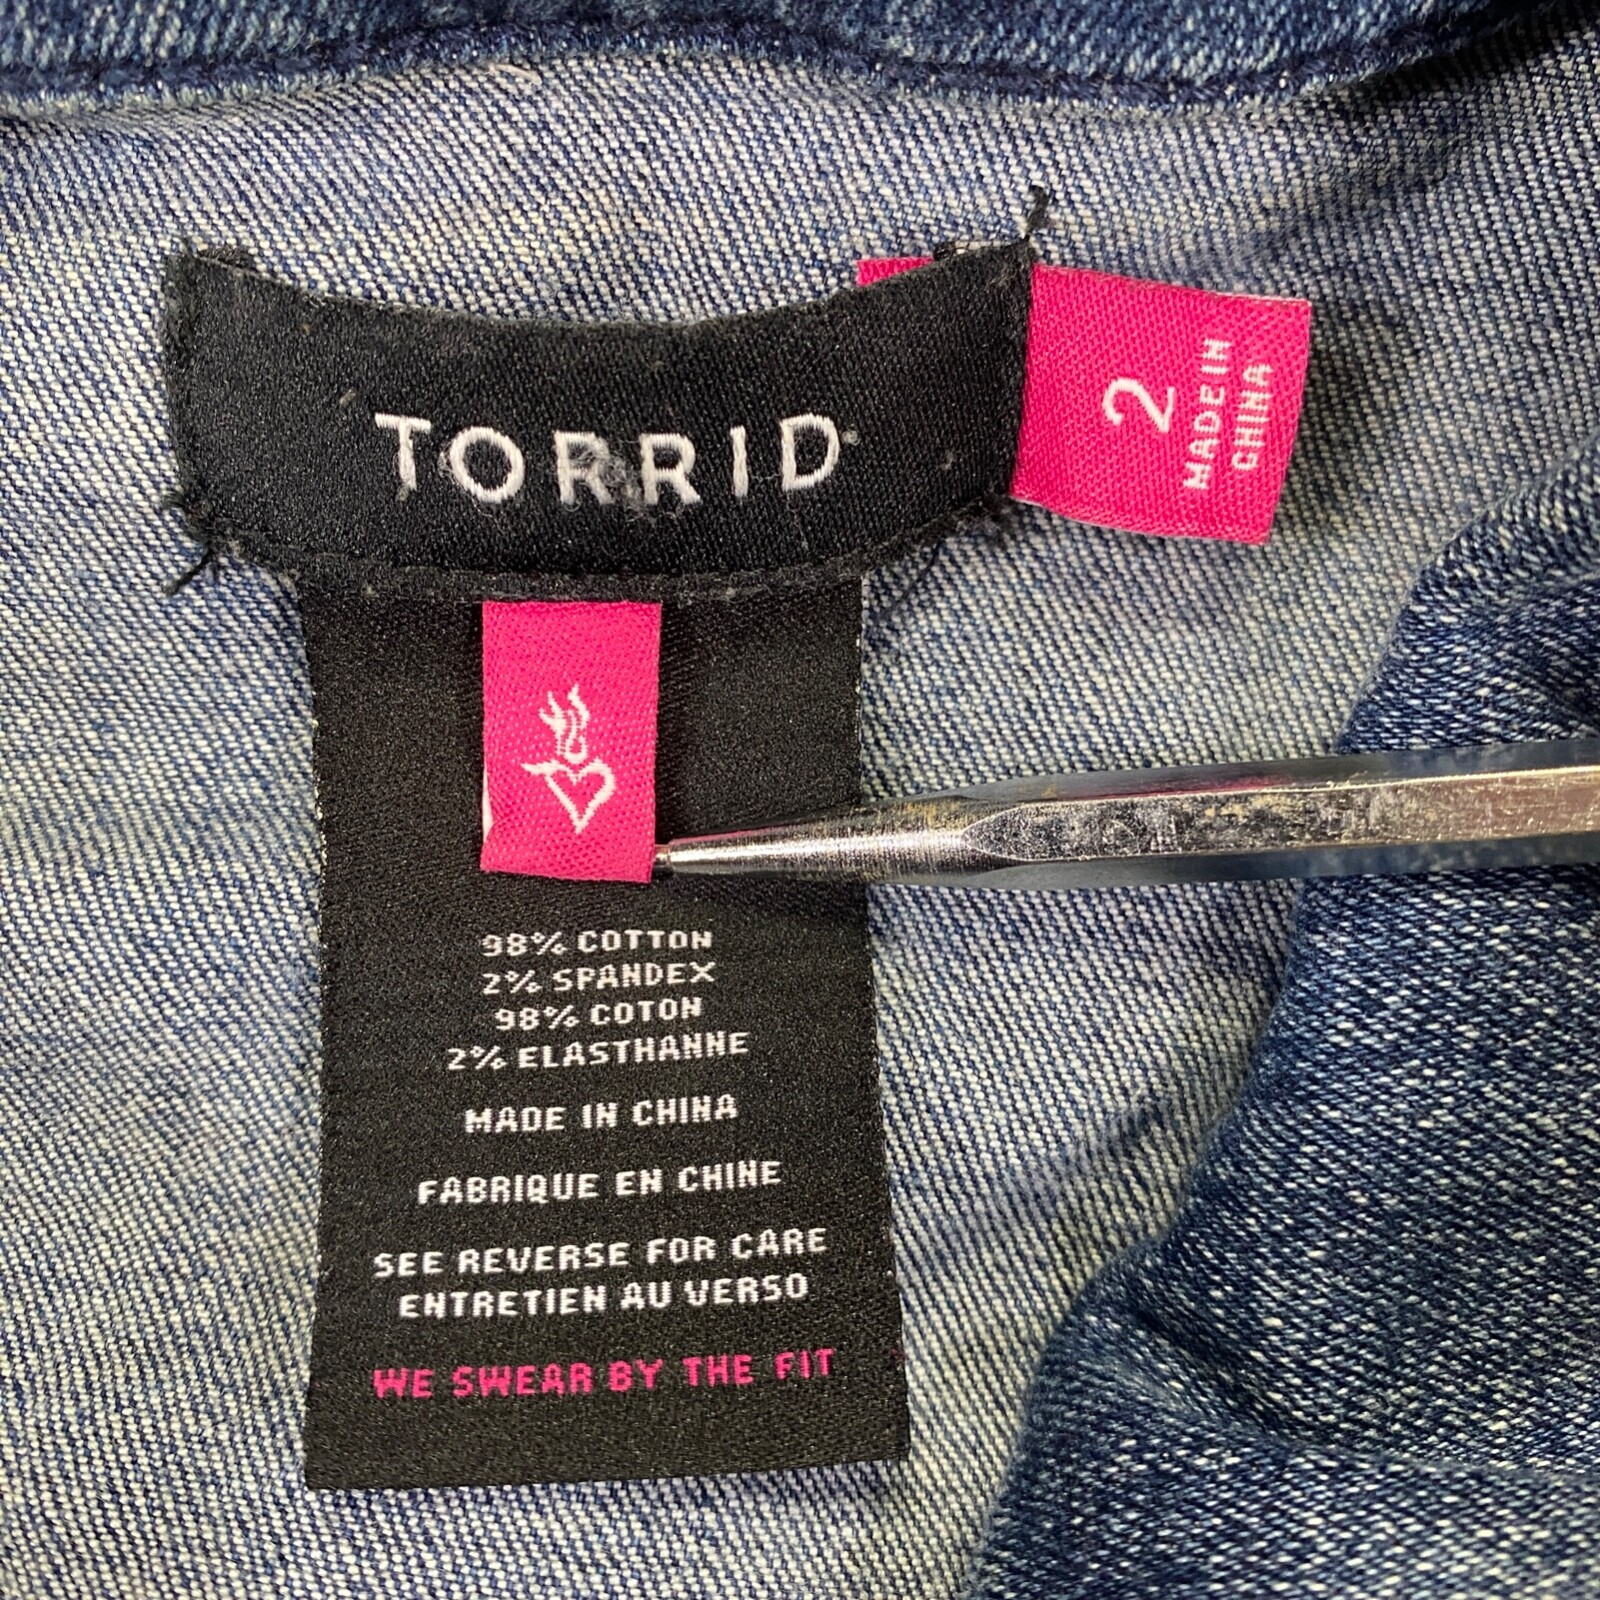 TORRID
2
MADE IN
CHINA
98% COTTON
2% SPANDEX
98% COTON
2% ELASTHANNE
MADE IN CHINA
FABRIQUE EN CHINE
SEE REVERSE FOR CARE
ENTRETIEN AU VERSO
WE SWEAR BY THE FIT